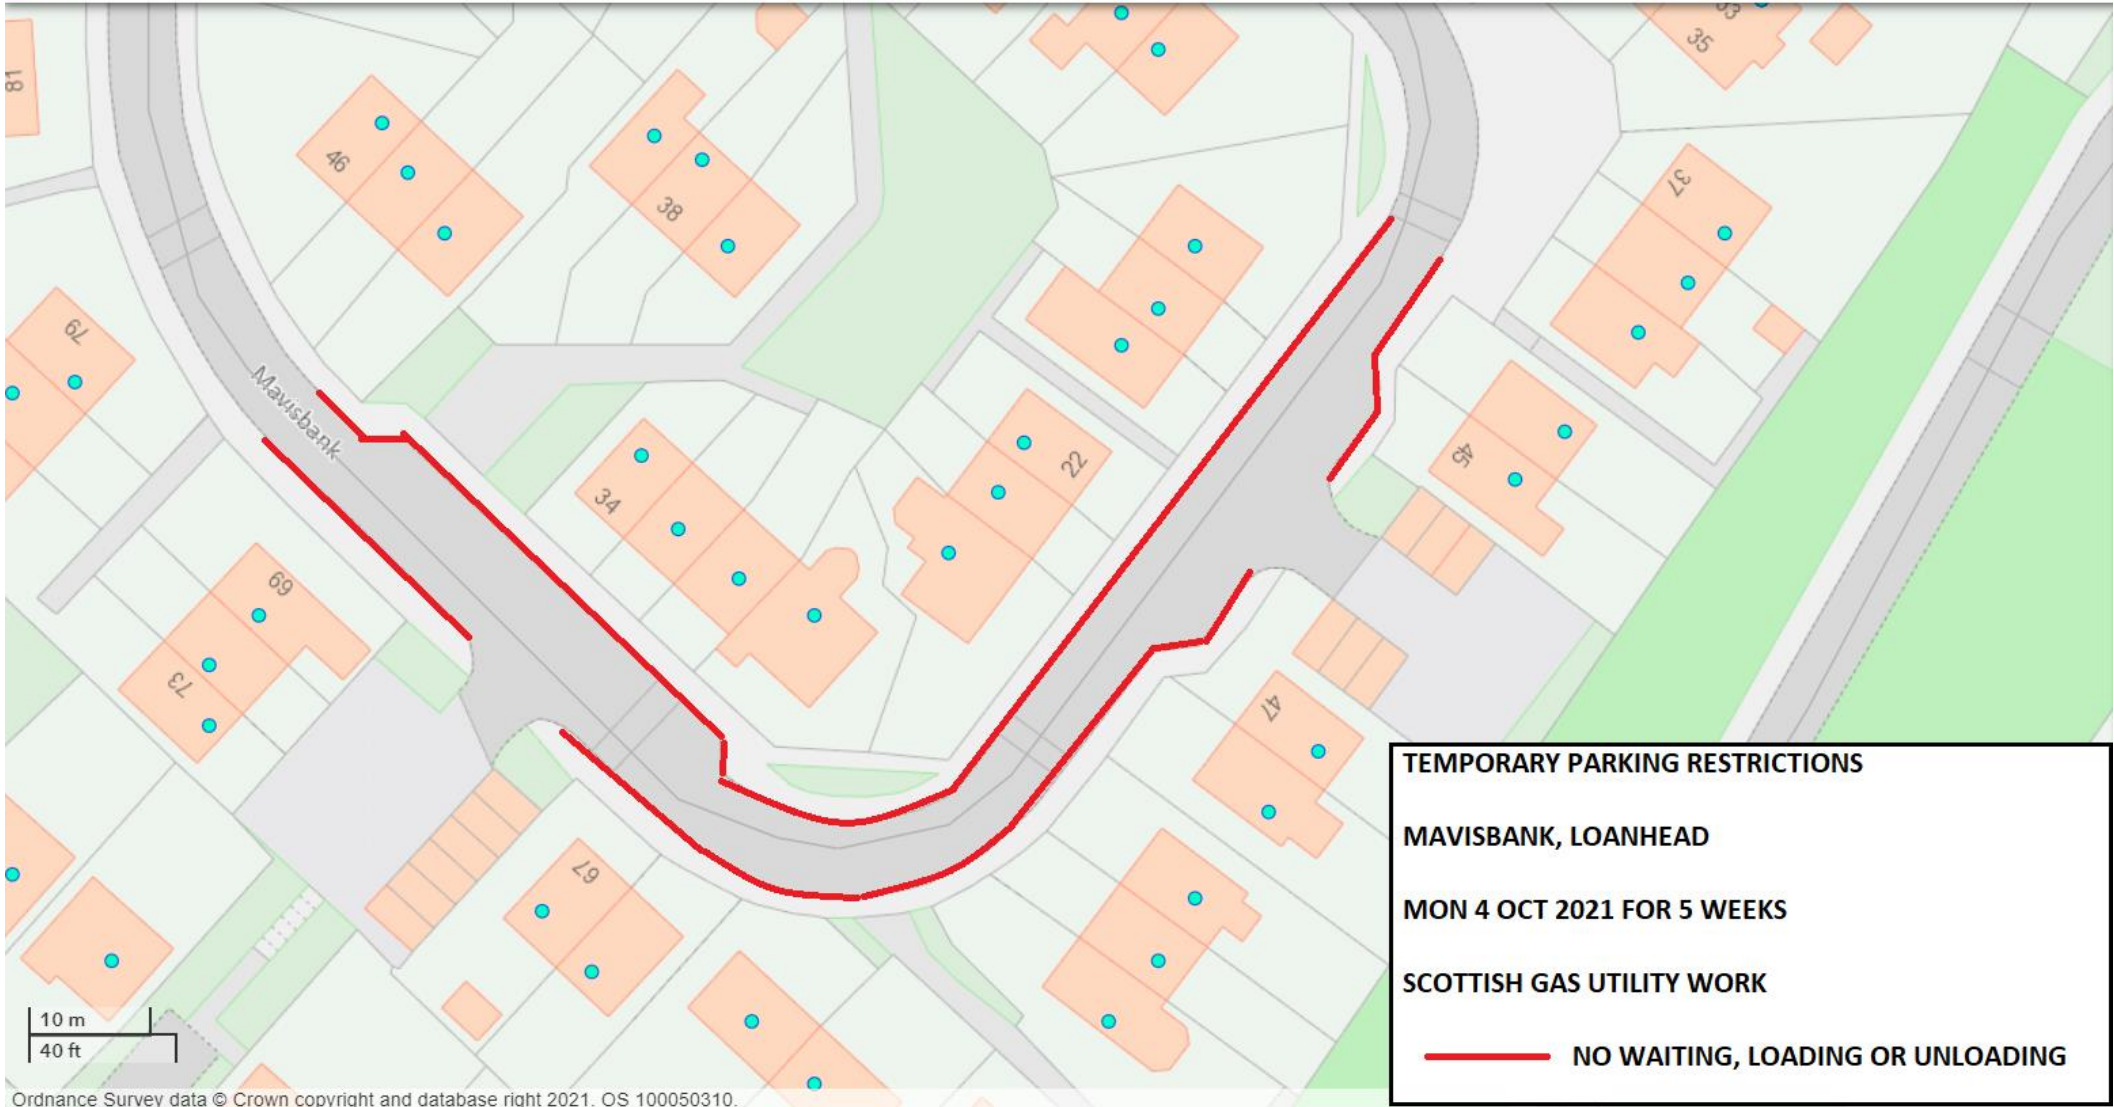 33
35
18
46
38
37
79
Mavisbank
22
45
34
69
73
47
67
TEMPORARY PARKING RESTRICTIONS
MAVISBANK, LOANHEAD
MON 4 OCT 2021 FOR 5 WEEKS
SCOTTISH GAS UTILITY WORK
NO WAITING, LOADING OR UNLOADING
10 m
40 ft
Ordnance Survey data © Crown copyright and database right 2021. OS 100050310.